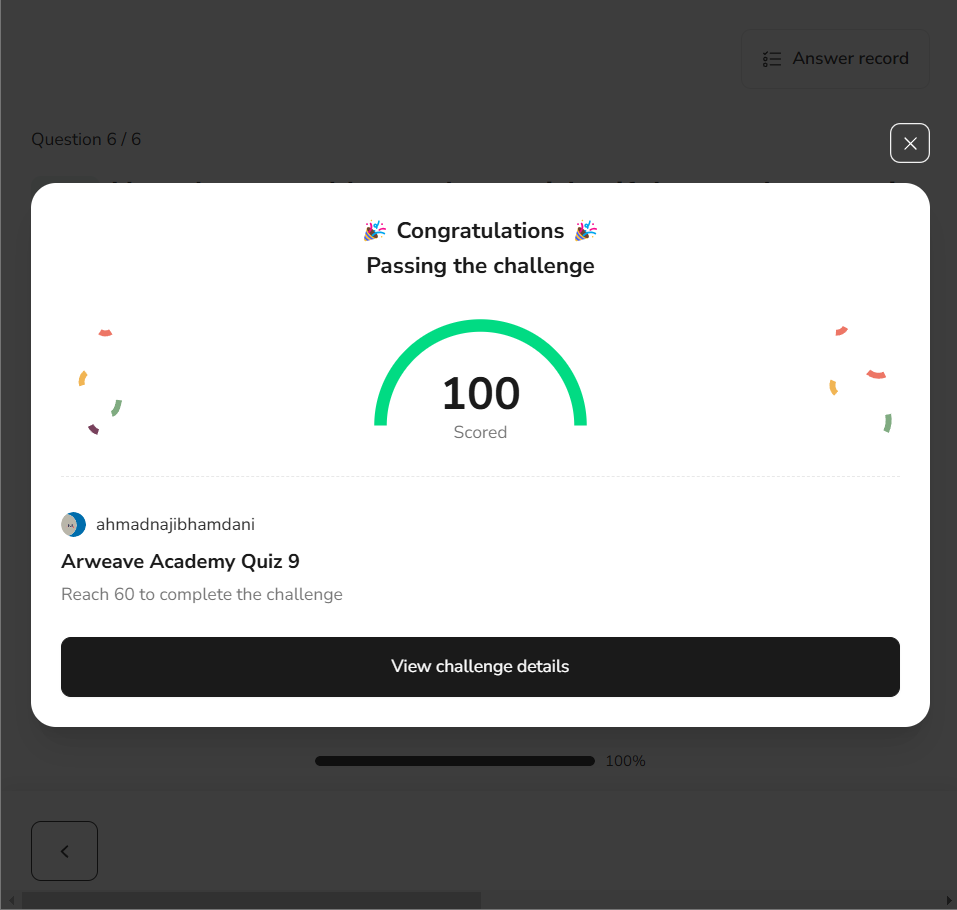 Answer record
Question 6 / 6
Congratulations
Passing the challenge
100
Scored
ahmadnajibhamdani
Arweave Academy Quiz 9
Reach 60 to complete the challenge
View challenge details
100%